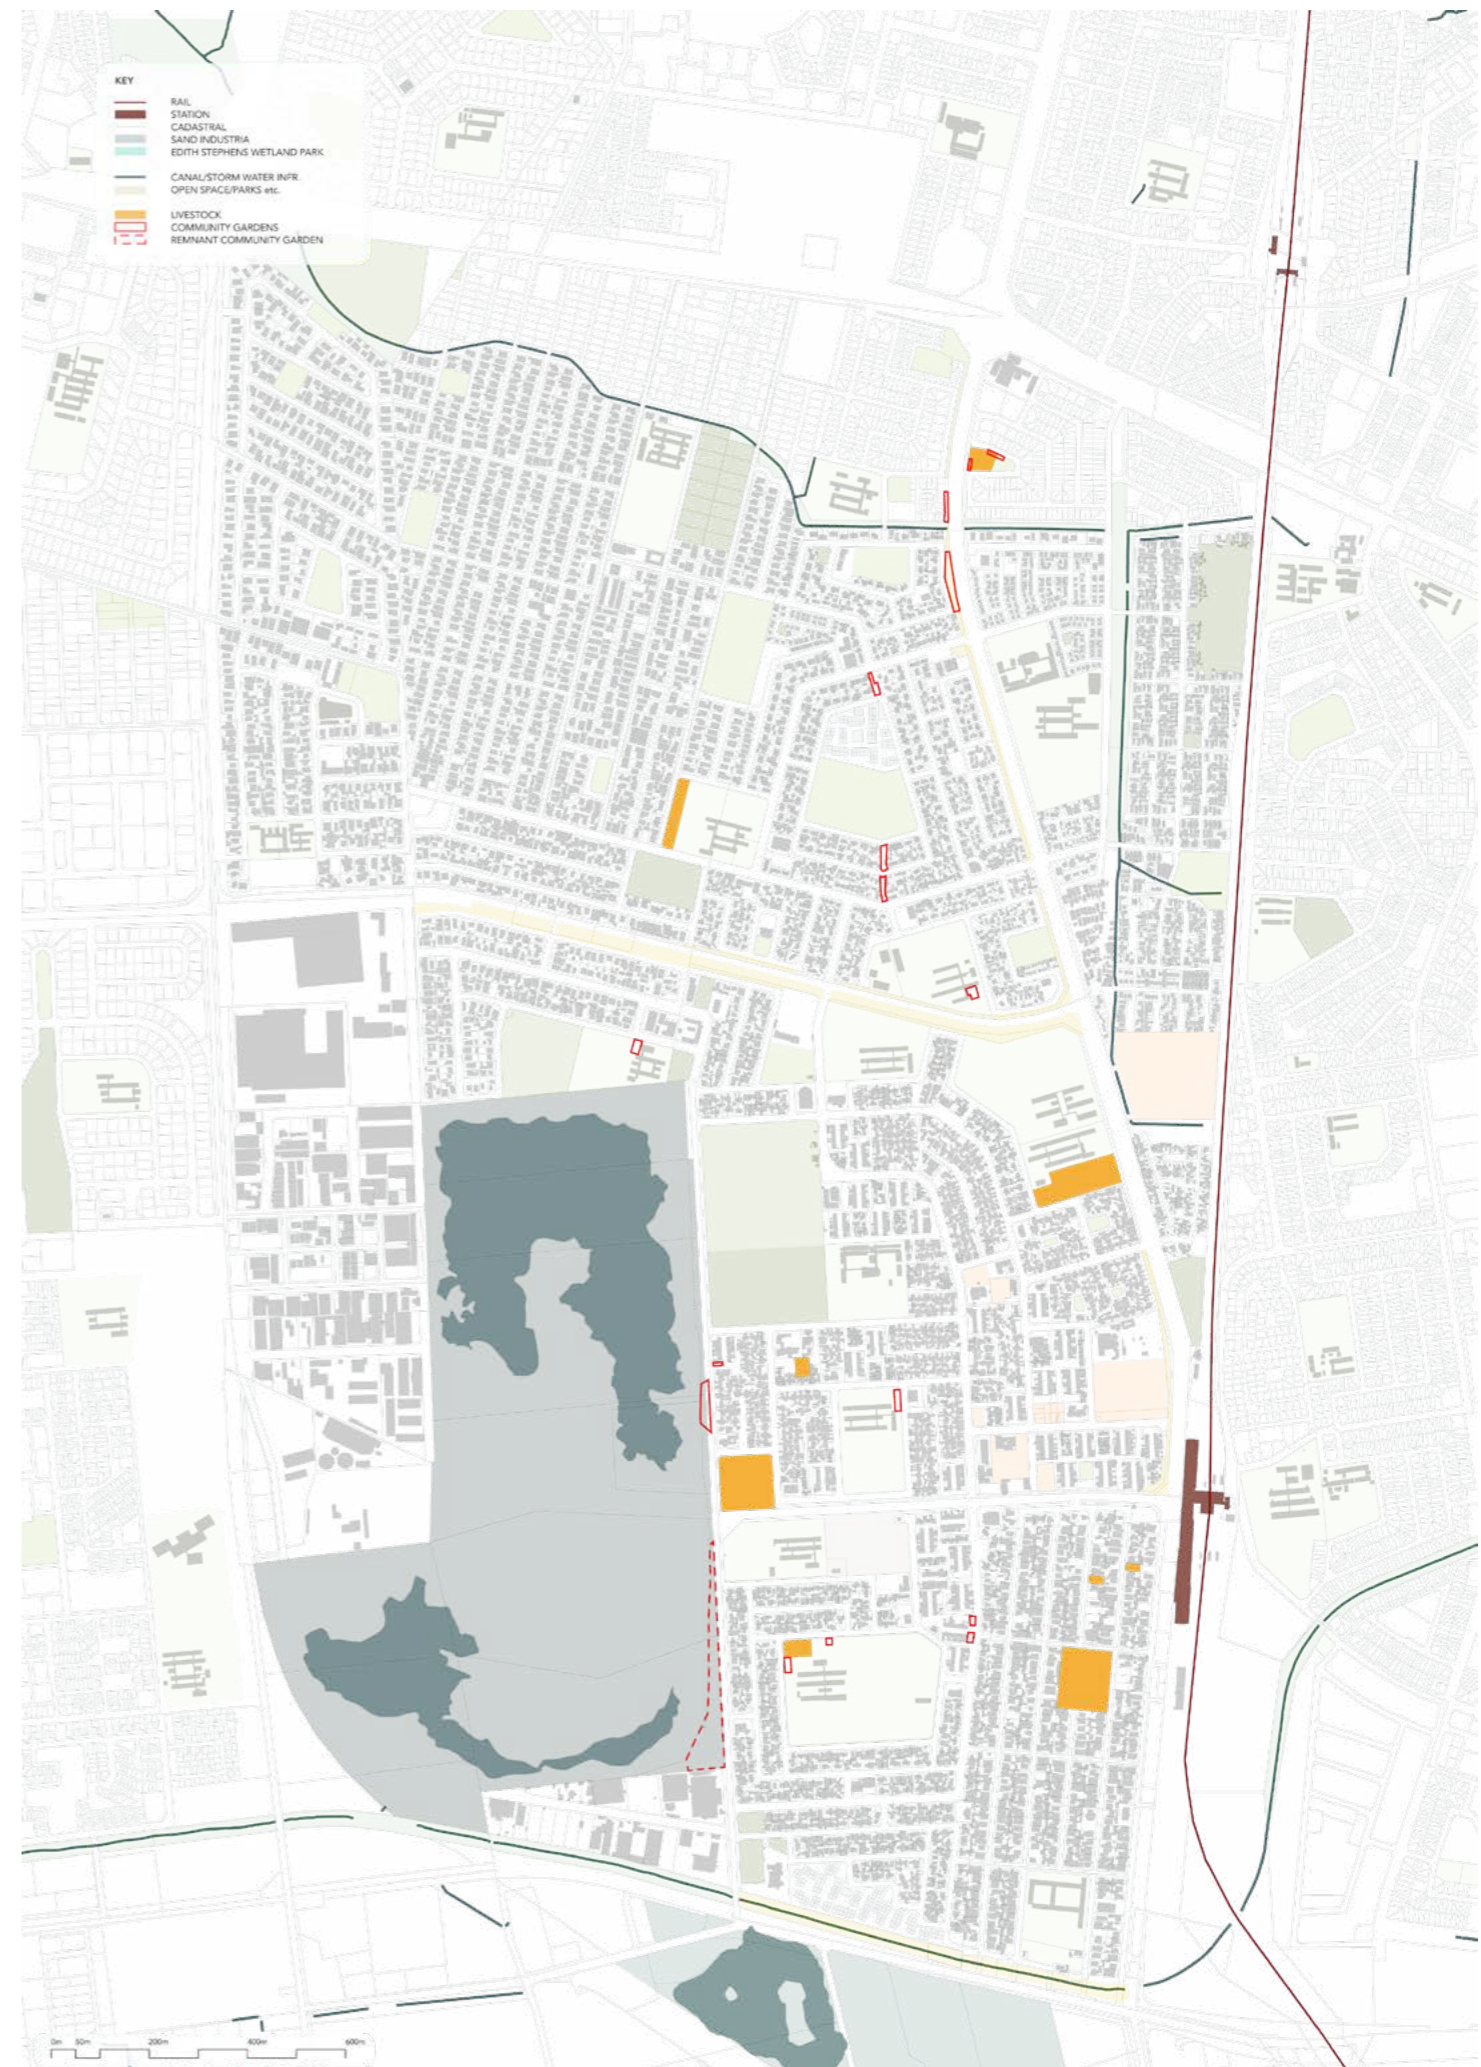 KEY
RAIL
STATION
CADASTRAL
SAND INDUSTRIA
EDITH STEPHENS WETLAND PARK
CANAL/STORM WATER INFR.
OPEN SPACE/PARKS etc.
LIVESTOCK
COMMUNITY GARDENS
REMNANT COMMUNITY GARDEN
0m 50m 200m 400m 600m